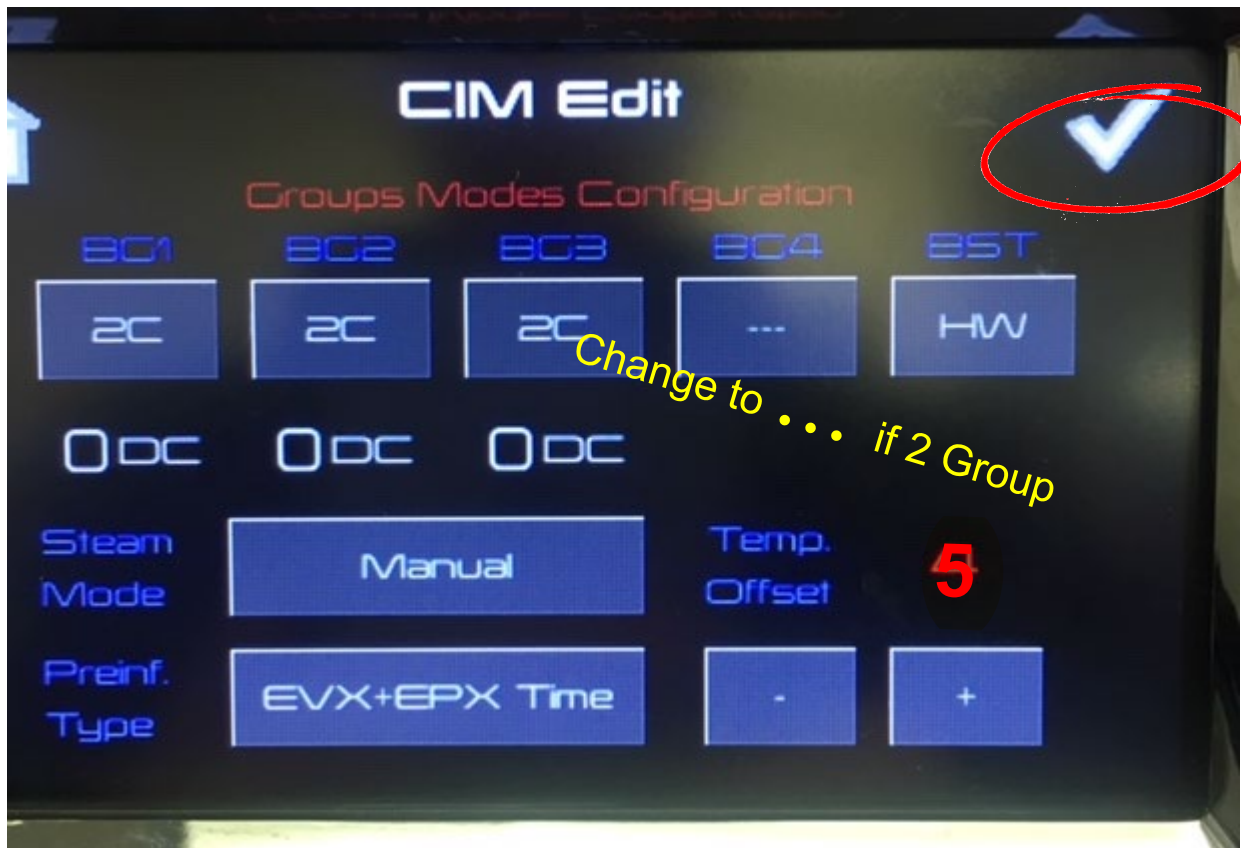 CIM Edit
Groups Modes Configuration
BG1 BG2 BG3 BG4 BST
2C 2C 2C --- HW
Change to ... if 2 Group
0 DC 0 DC 0 DC
Steam Mode
Manual
Temp. Offset
5
Preinf. Type
EVX+EPX Time
- +